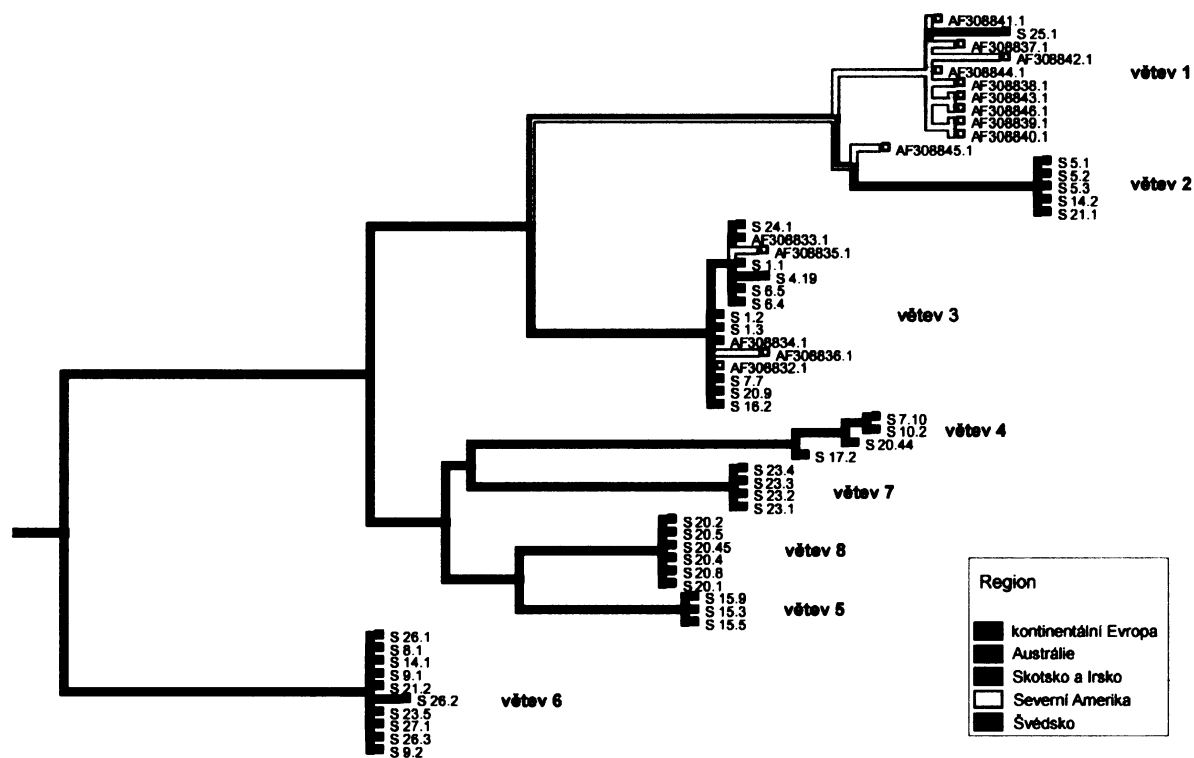 AF308841.1
S 25.1
AF308837.1
AF308842.1
AF308844.1
AF308838.1
AF308843.1
AF308846.1
AF308839.1
AF308840.1
větev 1
AF308845.1
S 5.1
S 5.2
S 5.3
S 14.2
S 21.1
větev 2
S 24.1
AF308833.1
AF308835.1
S 1.1
S 4.19
S 6.5
S 6.4
S 1.2
S 1.3
AF308834.1
AF308836.1
AF308832.1
S 7.7
S 20.9
S 16.2
větev 3
S 7.10
S 10.2
S 20.44
S 17.2
větev 4
S 23.4
S 23.3
S 23.2
S 23.1
větev 7
S 20.2
S 20.5
S 20.45
S 20.4
S 20.8
S 20.1
větev 8
S 15.9
S 15.3
S 15.5
větev 5
S 26.1
S 8.1
S 14.1
S 9.1
S 21.2
S 26.2
S 23.5
S 27.1
S 26.3
S 9.2
větev 6
Region
kontinentální Evropa
Austrálie
Skotsko a Irsko
Severní Amerika
Švédsko